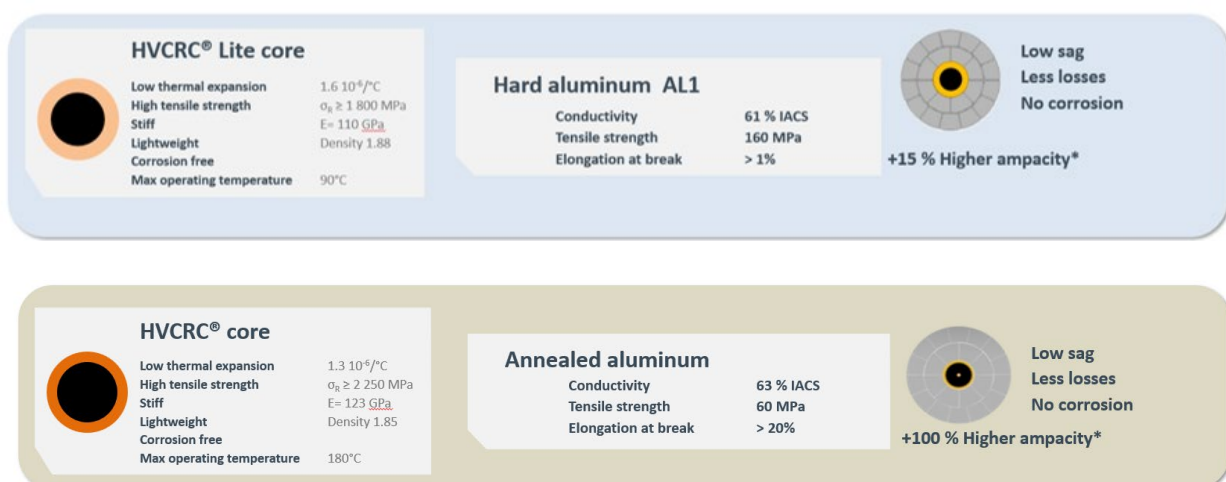 HVCRC® Lite core
Low thermal expansion 1.6 10⁻⁶/°C
High tensile strength σR ≥ 1 800 MPa
Stiff E= 110 GPa
Lightweight Density 1.88
Corrosion free
Max operating temperature 90°C
Hard aluminum AL1
Conductivity 61 % IACS
Tensile strength 160 MPa
Elongation at break > 1%
Low sag
Less losses
No corrosion
+15 % Higher ampacity*
HVCRC® core
Low thermal expansion 1.3 10⁻⁶/°C
High tensile strength σR ≥ 2 250 MPa
Stiff E= 123 GPa
Lightweight Density 1.85
Corrosion free
Max operating temperature 180°C
Annealed aluminum
Conductivity 63 % IACS
Tensile strength 60 MPa
Elongation at break > 20%
Low sag
Less losses
No corrosion
+100 % Higher ampacity*